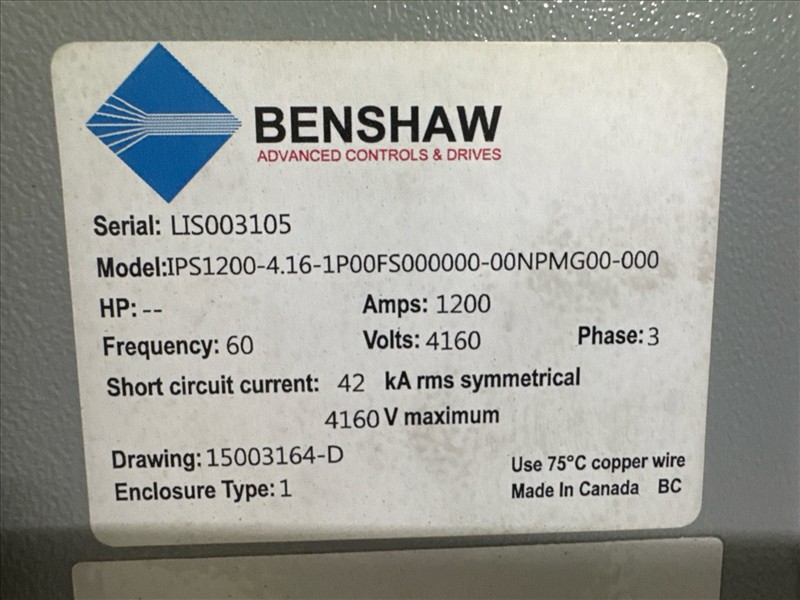 BENSHAW
ADVANCED CONTROLS & DRIVES
Serial: LIS003105
Model:IPS1200-4.16-1P00FS000000-00NPMG00-000
HP: -- Amps: 1200
Frequency: 60 Volts: 4160 Phase: 3
Short circuit current: 42 kA rms symmetrical
4160 V maximum
Drawing: 15003164-D
Enclosure Type: 1
Use 75°C copper wire
Made In Canada BC